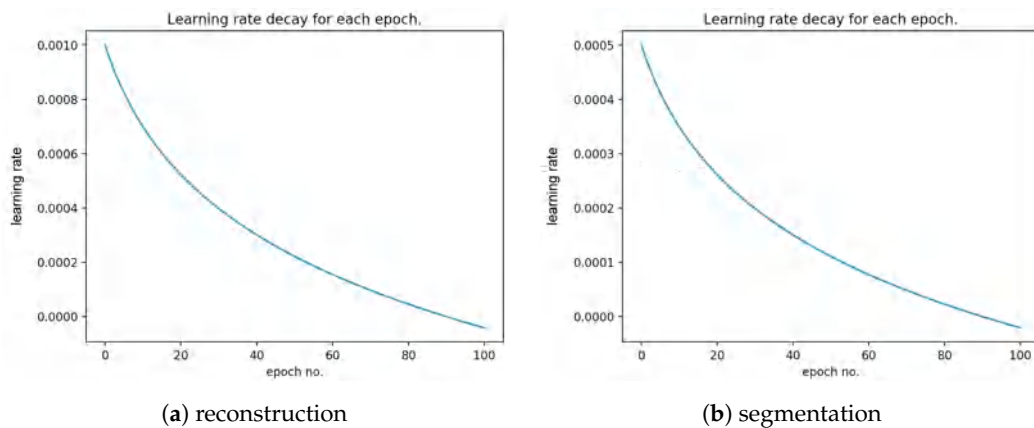 Learning rate decay for each epoch.
0.0010
0.0008
0.0006
0.0004
0.0002
0.0000
learning rate
0 20 40 60 80 100
epoch no.
(a) reconstruction
Learning rate decay for each epoch.
0.0005
0.0004
0.0003
0.0002
0.0001
0.0000
learning rate
0 20 40 60 80 100
epoch no.
(b) segmentation